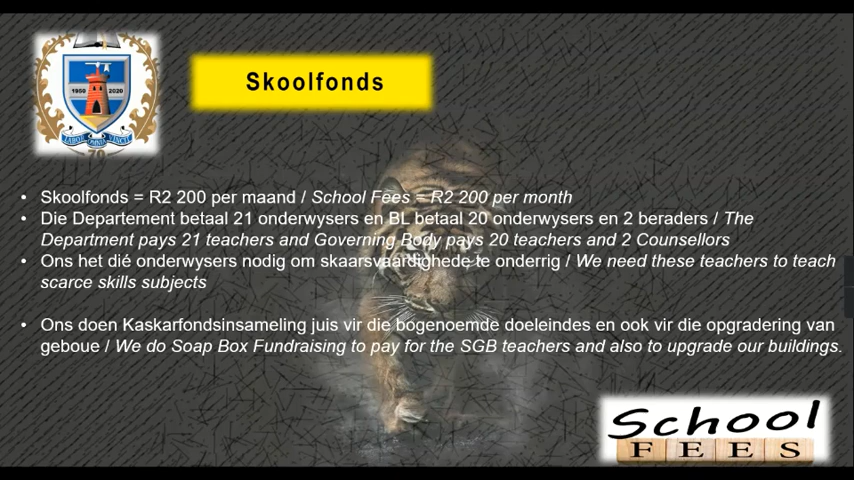 1950 2020
LABOR OMNIA VINCIT
70
Skoolfonds
• Skoolfonds = R2 200 per maand / School Fees = R2 200 per month
• Die Departement betaal 21 onderwysers en BL betaal 20 onderwysers en 2 beraders / The
Department pays 21 teachers and Governing Body pays 20 teachers and 2 Counsellors
• Ons het dié onderwysers nodig om skaarsvaardighede te onderrig / We need these teachers to teach
scarce skills subjects
• Ons doen Kaskarfondsinsameling juis vir die bogenoemde doeleindes en ook vir die opgradering van
geboue / We do Soap Box Fundraising to pay for the SGB teachers and also to upgrade our buildings.
School
FEES